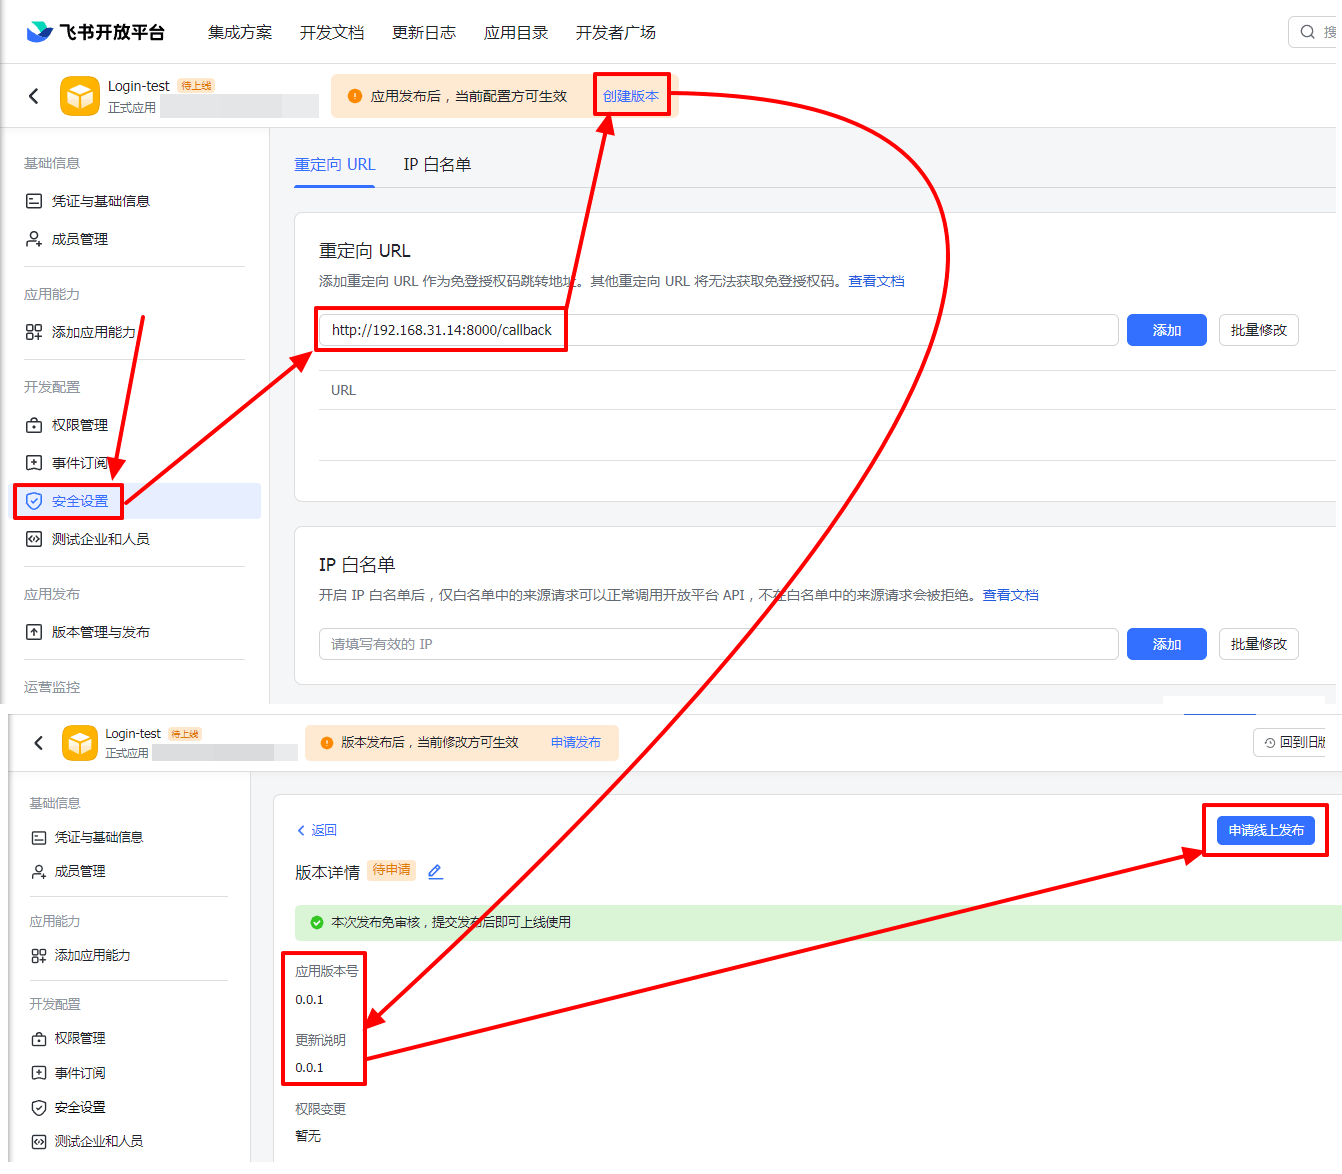 飞书开放平台 集成方案 开发文档 更新日志 应用目录 开发者广场 搜
Login-test 待上线
正式应用
应用发布后，当前配置方可生效 创建版本
基础信息
凭证与基础信息
成员管理
应用能力
添加应用能力
开发配置
权限管理
事件订阅
安全设置
测试企业和人员
应用发布
版本管理与发布
运营监控
重定向 URL IP 白名单
重定向 URL
添加重定向 URL 作为免登授权码跳转地址。其他重定向 URL 将无法获取免登授权码。查看文档
http://192.168.31.14:8000/callback 添加 批量修改
URL
IP 白名单
开启 IP 白名单后，仅白名单中的来源请求可以正常调用开放平台 API，不在白名单中的来源请求会被拒绝。查看文档
请填写有效的 IP 添加 批量修改
Login-test 待上线
正式应用
版本发布后，当前修改方可生效 申请发布
回到旧版
基础信息
凭证与基础信息
成员管理
应用能力
添加应用能力
开发配置
权限管理
事件订阅
安全设置
测试企业和人员
返回 申请线上发布
版本详情 待申请
本次发布免审核，提交发布后即可上线使用
应用版本号
0.0.1
更新说明
0.0.1
权限变更
暂无